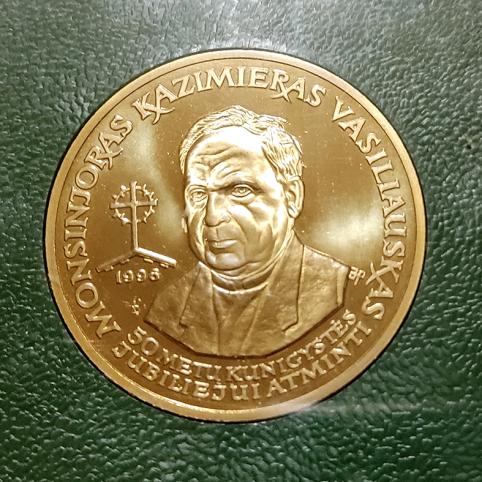 MONSINJORAS KAZIMIERAS VASILIAUSKAS
1996
50 METŲ KUNIGYSTĖS
JUBILIEJUI ATMINTI